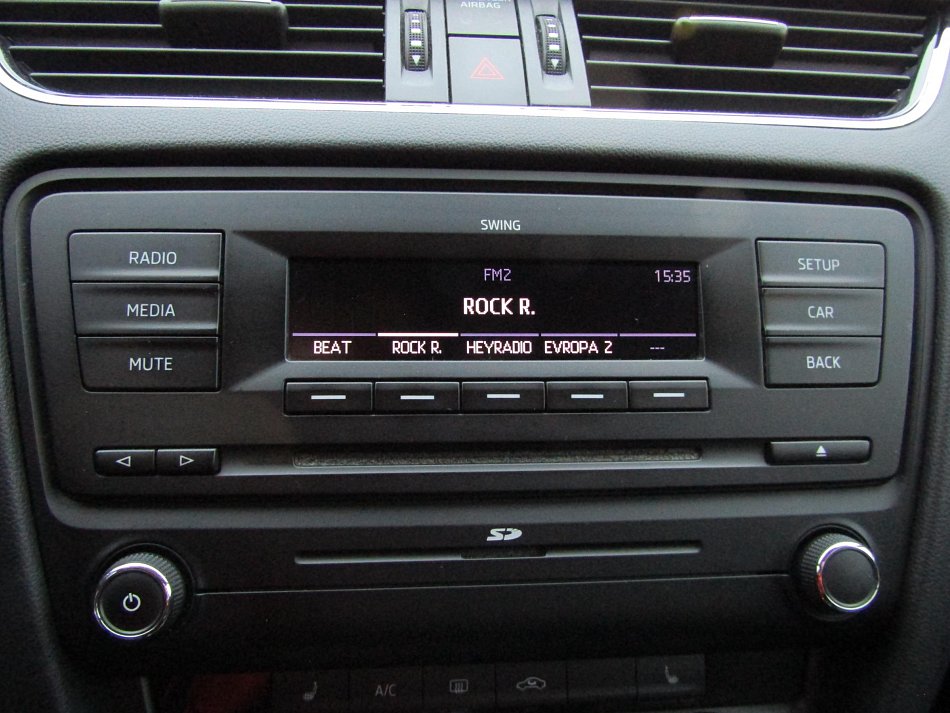 AIRBAG
SWING
RADIO
MEDIA
MUTE
FM2 15:35
ROCK R.
BEAT ROCK R. HEYRADIO EVROPA 2 ---
SETUP
CAR
BACK
SD
A/C